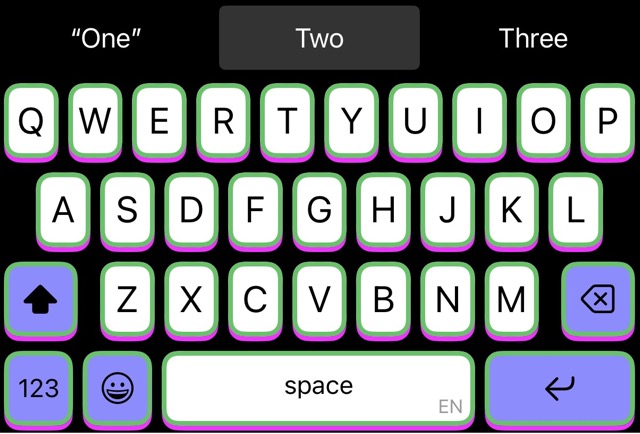 “One” Two Three
Q W E R T Y U I O P
A S D F G H J K L
Z X C V B N M
123 space EN